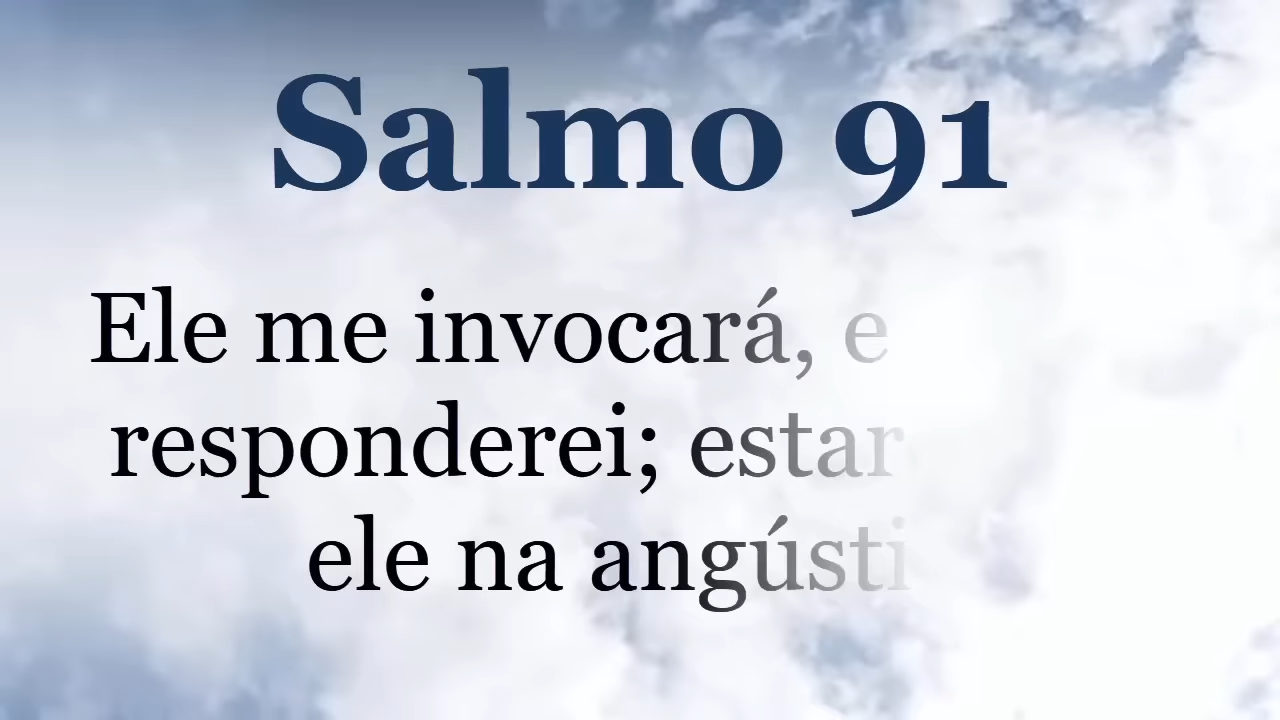 Salmo 91
Ele me invocará, e
responderei; estar
ele na angústi